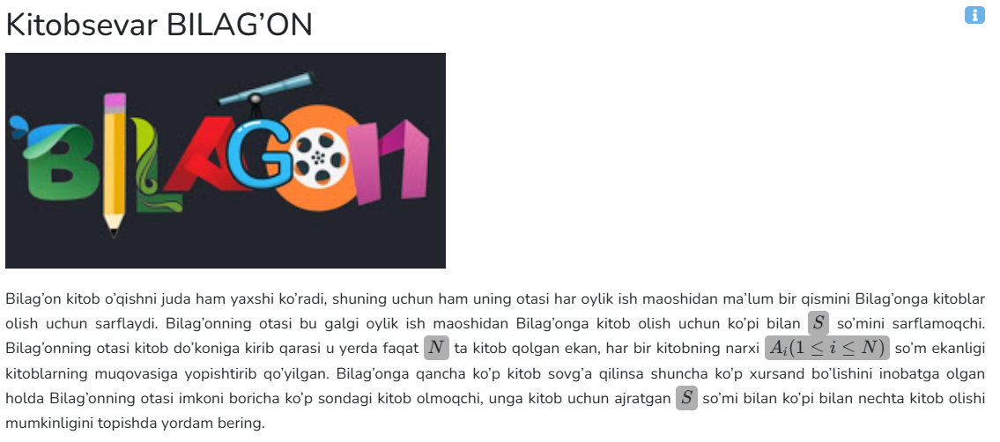 Kitobsevar BILAG’ON
BILAGON
Bilag’on kitob o’qishni juda ham yaxshi ko’radi, shuning uchun ham uning otasi har oylik ish maoshidan ma’lum bir qismini Bilag’onga kitoblar
olish uchun sarflaydi. Bilag’onning otasi bu galgi oylik ish maoshidan Bilag’onga kitob olish uchun ko’pi bilan S so’mini sarflamoqchi.
Bilag’onning otasi kitob do’koniga kirib qarasi u yerda faqat N ta kitob qolgan ekan, har bir kitobning narxi A_i(1 ≤ i ≤ N) so’m ekanligi
kitoblarning muqovasiga yopishtirib qo’yilgan. Bilag’onga qancha ko’p kitob sovg’a qilinsa shuncha ko’p xursand bo’lishini inobatga olgan
holda Bilag’onning otasi imkoni boricha ko’p sondagi kitob olmoqchi, unga kitob uchun ajratgan S so’mi bilan ko’pi bilan nechta kitob olishi
mumkinligini topishda yordam bering.